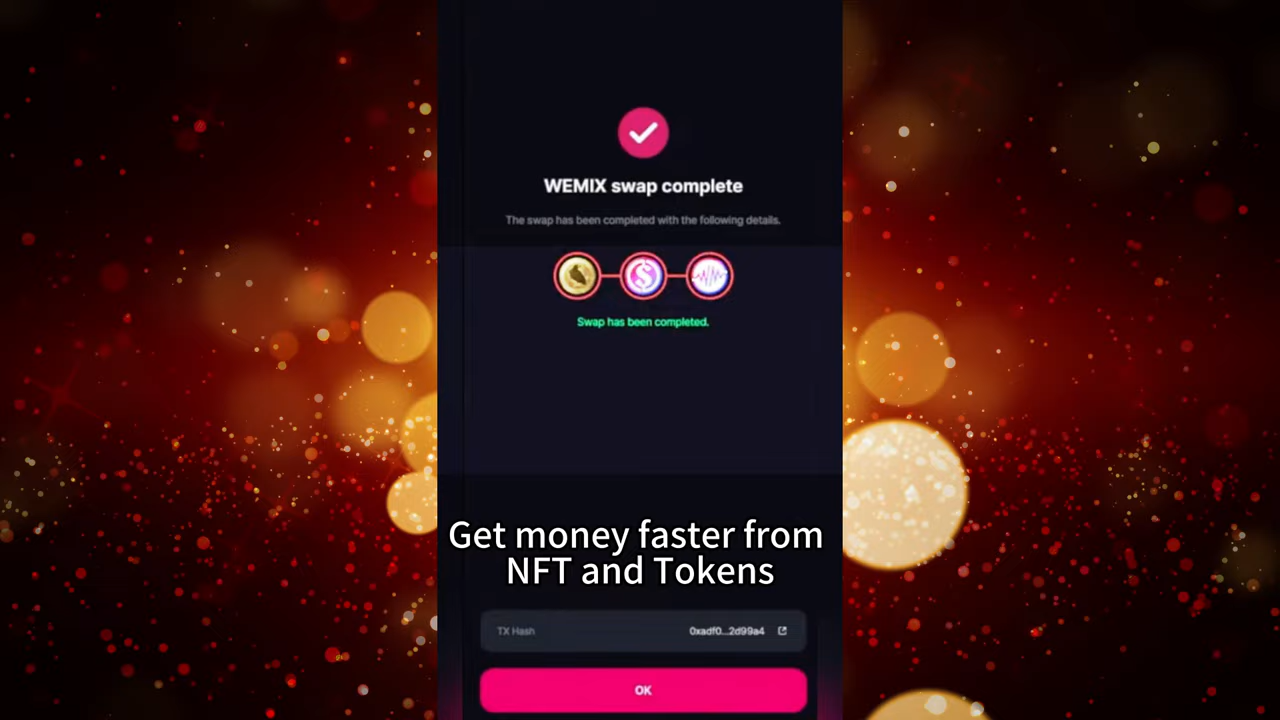 WEMIX swap complete
The swap has been completed with the following details.
Swap has been completed.
Get money faster from
NFT and Tokens
TX Hash 0xadf0...2d99a4
OK